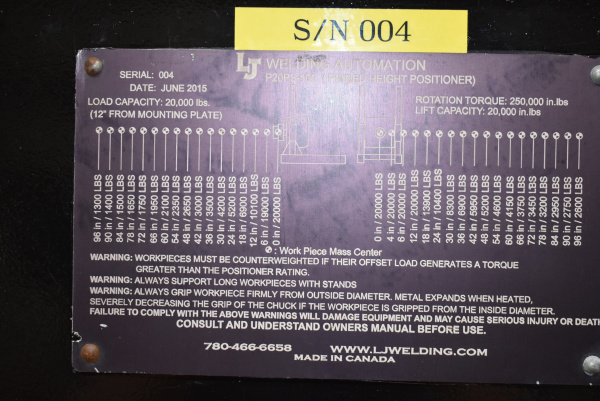 S/N 004
LJ WELDING AUTOMATION
SERIAL: 004
DATE: JUNE 2015
LOAD CAPACITY: 20,000 lbs.
(12" FROM MOUNTING PLATE)
HEIGHT POSITIONER)
ROTATION TORQUE: 250,000 in.lbs
LIFT CAPACITY: 20,000 in.lbs
96 in / 1300 LBS
90 in / 1400 LBS
84 in / 1500 LBS
78 in / 1650 LBS
72 in / 1750 LBS
66 in / 1900 LBS
60 in / 2100 LBS
54 in / 2350 LBS
48 in / 2650 LBS
42 in / 3000 LBS
36 in / 3500 LBS
30 in / 4200 LBS
24 in / 5200 LBS
18 in / 6900 LBS
12 in / 10100 LBS
6 in / 19000 LBS
0 in / 20000 LBS
0 in / 20000 LBS
4 in / 20000 LBS
6 in / 20000 LBS
12 in / 20000 LBS
18 in / 13900 LBS
24 in / 10400 LBS
30 in / 8300 LBS
36 in / 6900 LBS
42 in / 5950 LBS
48 in / 5200 LBS
54 in / 4600 LBS
60 in / 4150 LBS
66 in / 3750 LBS
72 in / 3450 LBS
78 in / 3200 LBS
84 in / 2950 LBS
90 in / 2750 LBS
96 in / 2600 LBS
: Work Piece Mass Center
WARNING: WORKPIECES MUST BE COUNTERWEIGHTED IF THEIR OFFSET LOAD GENERATES A TORQUE
GREATER THAN THE POSITIONER RATING.
WARNING: ALWAYS SUPPORT LONG WORKPIECES WITH STANDS
WARNING: ALWAYS GRIP WORKPIECE FIRMLY FROM OUTSIDE DIAMETER. METAL EXPANDS WHEN HEATED,
SEVERELY DECREASING THE GRIP OF THE CHUCK IF THE WORKPIECE IS GRIPPED FROM THE INSIDE DIAMETER.
FAILURE TO COMPLY WITH THE ABOVE WARNINGS WILL DAMAGE EQUIPMENT AND MAY CAUSE SERIOUS INJURY OR DEATH
CONSULT AND UNDERSTAND OWNERS MANUAL BEFORE USE.
780-466-6658 WWW.LJWELDING.COM
MADE IN CANADA